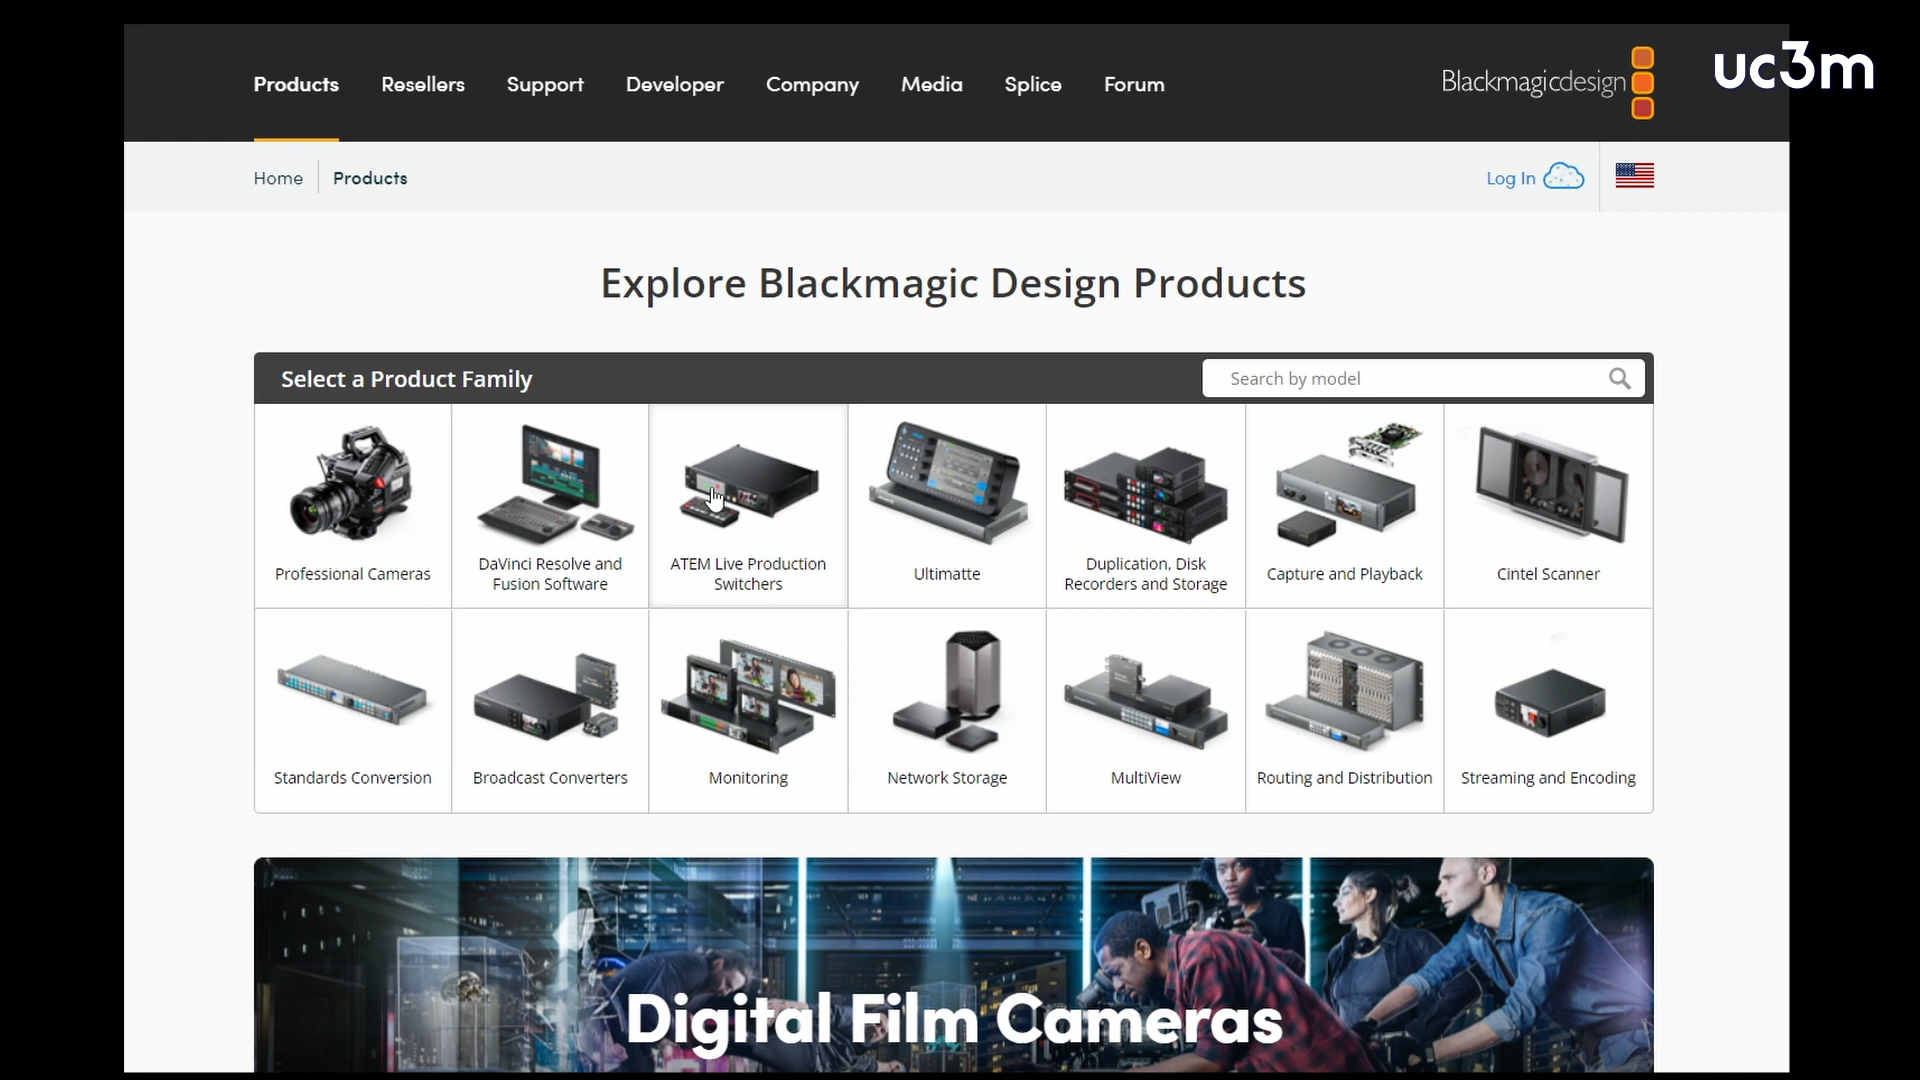 Products Resellers Support Developer Company Media Splice Forum Blackmagicdesign uc3m
Home Products Log In
Explore Blackmagic Design Products
Select a Product Family Search by model
Professional Cameras
DaVinci Resolve and
Fusion Software
ATEM Live Production
Switchers
Ultimatte
Duplication, Disk
Recorders and Storage
Capture and Playback
Cintel Scanner
Standards Conversion
Broadcast Converters
Monitoring
Network Storage
MultiView
Routing and Distribution
Streaming and Encoding
Digital Film Cameras